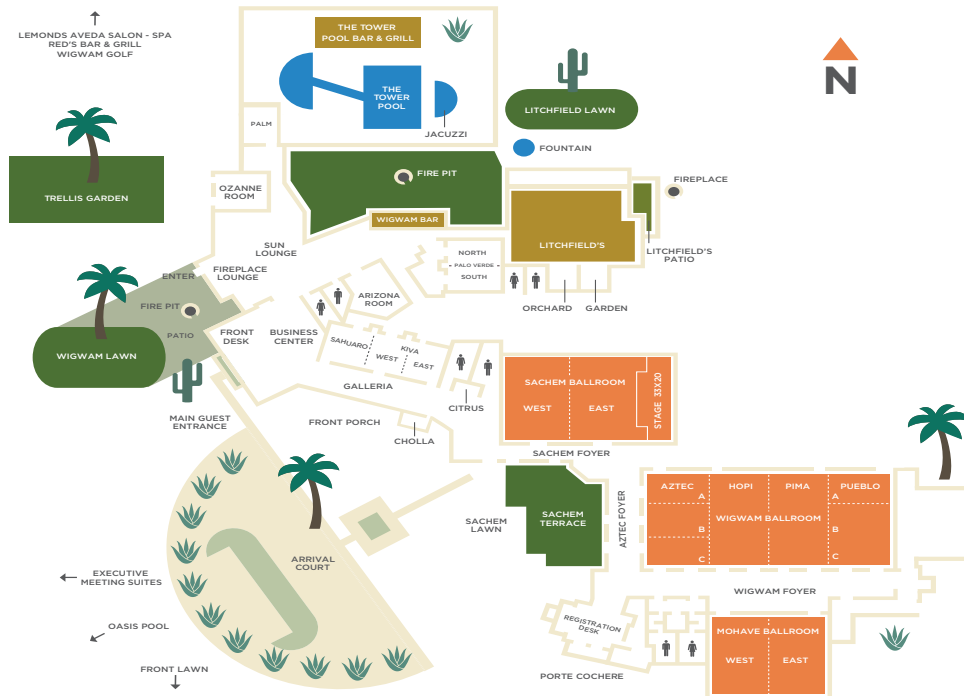 LEMONDS AVEDA SALON - SPA
RED'S BAR & GRILL
WIGWAM GOLF
THE TOWER
POOL BAR & GRILL
N
THE
TOWER
POOL
JACUZZI
LITCHFIELD LAWN
PALM
FOUNTAIN
FIRE PIT
FIREPLACE
OZANNE
ROOM
TRELLIS GARDEN
WIGWAM BAR
LITCHFIELD'S
LITCHFIELD'S
PATIO
SUN
LOUNGE
NORTH
PALO VERDE
SOUTH
ENTER
FIREPLACE
LOUNGE
ARIZONA
ROOM
ORCHARD
GARDEN
FIRE PIT
PATIO
FRONT
DESK
BUSINESS
CENTER
SAHUARO
KIVA
WEST
EAST
WIGWAM LAWN
GALLERIA
CITRUS
SACHEM BALLROOM
WEST
EAST
STAGE 33X20
MAIN GUEST
ENTRANCE
FRONT PORCH
CHOLLA
SACHEM FOYER
AZTEC
HOPI
PIMA
PUEBLO
A
A
SACHEM
LAWN
SACHEM
TERRACE
AZTEC FOYER
WIGWAM BALLROOM
B
B
C
C
ARRIVAL
COURT
EXECUTIVE
MEETING SUITES
WIGWAM FOYER
OASIS POOL
REGISTRATION
DESK
MOHAVE BALLROOM
WEST
EAST
FRONT LAWN
PORTE COCHERE